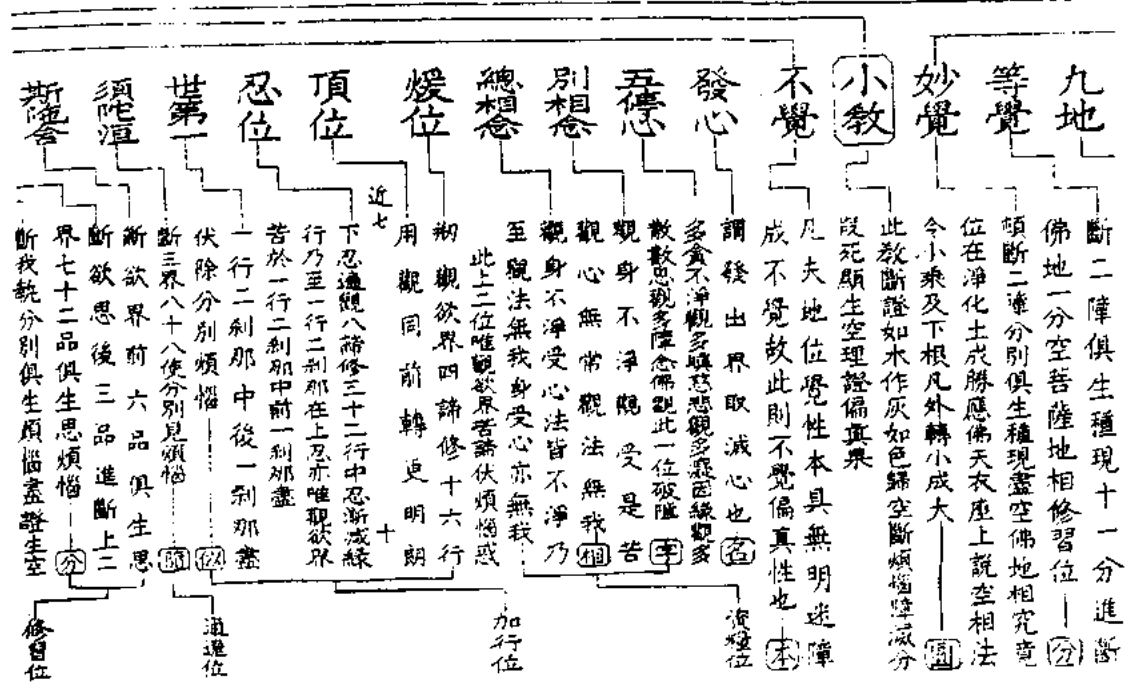 九地
等覺
妙覺
小教
不覺
發心
五停心
別相念
總相念
煖位
頂位
忍位
世第一
須陀洹
斯陀含
斷二障俱生種現十一分進斷
佛地一分空菩薩地相修習位 分
頓斷二障分別俱生種現盡空佛地相究竟
位在淨化土成勝應佛天衣座上說空相法
令小乘及下根凡外轉小成大 圓
此教斷證如木作灰如色歸空斷煩惱障滅分
段死顯生空理證偏真果
凡夫地位覺性本具無明迷障
成不覺故此則不覺偏真性也 本
謂發出界取滅心也 名
多貪不淨觀多瞋慈悲觀多癡因緣觀多
散數息觀多障念佛觀此一位破障
觀身不淨觀受是苦 字
觀心無常觀法無我 相
觀身不淨受心法皆不淨乃
至觀法無我身受心亦無我
此上二位唯觀欲界苦諦伏煩惱惑
初觀欲界四諦修十六行
用觀同前轉更明朗
近七
十
下忍遍觀八諦修三十二行中忍漸減緣
行乃至一行二剎那在上忍亦唯觀欲界
苦於一行二剎那中前一剎那盡
一行二剎那中後一剎那盡
伏除分別煩惱 似
斷三界八十八使分別見煩惱 隨
斷欲界前六品俱生思
斷欲思後三品進斷上二
界七十二品俱生思煩惱 分
斷我執分別俱生煩惱盡證生空
資糧位
加行位
通達位
修習位